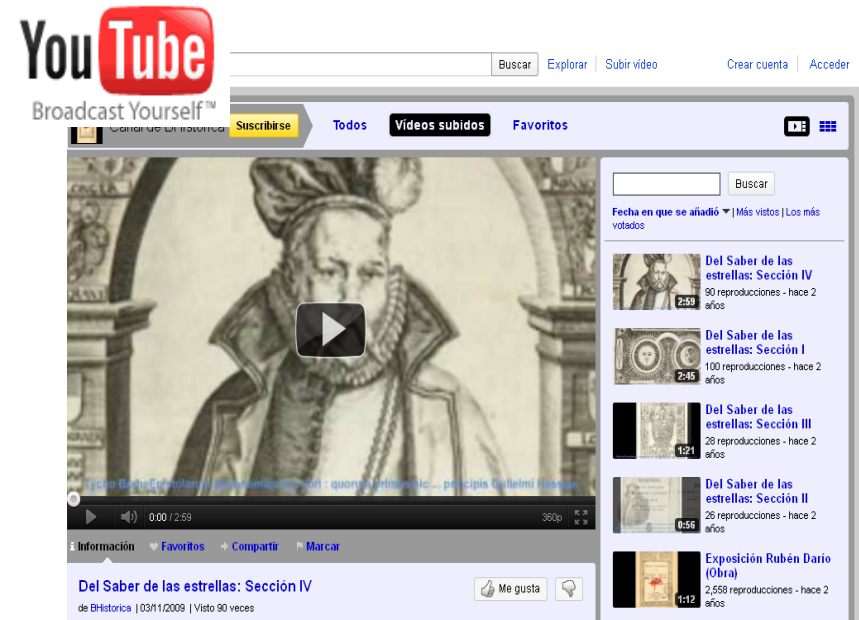 You Tube
Broadcast Yourself™
Buscar
Explorar
Subir vídeo
Crear cuenta
Acceder
Canal de BHistorica
Suscribirse
Todos
Vídeos subidos
Favoritos
Buscar
Fecha en que se añadió ▼ | Más vistos | Los más
votados
2:59
Del Saber de las
estrellas: Sección IV
90 reproducciones - hace 2
años
2:45
Del Saber de las
estrellas: Sección I
100 reproducciones - hace 2
años
1:21
Del Saber de las
estrellas: Sección III
28 reproducciones - hace 2
años
0:56
Del Saber de las
estrellas: Sección II
26 reproducciones - hace 2
años
1:12
Exposición Rubén Darío
(Obra)
2,558 reproducciones - hace 2
años
Tycho
0:00 / 2:59
360p
Información
Favoritos
Compartir
Marcar
Del Saber de las estrellas: Sección IV
Me gusta
de BHistorica | 03/11/2009 | Visto 90 veces